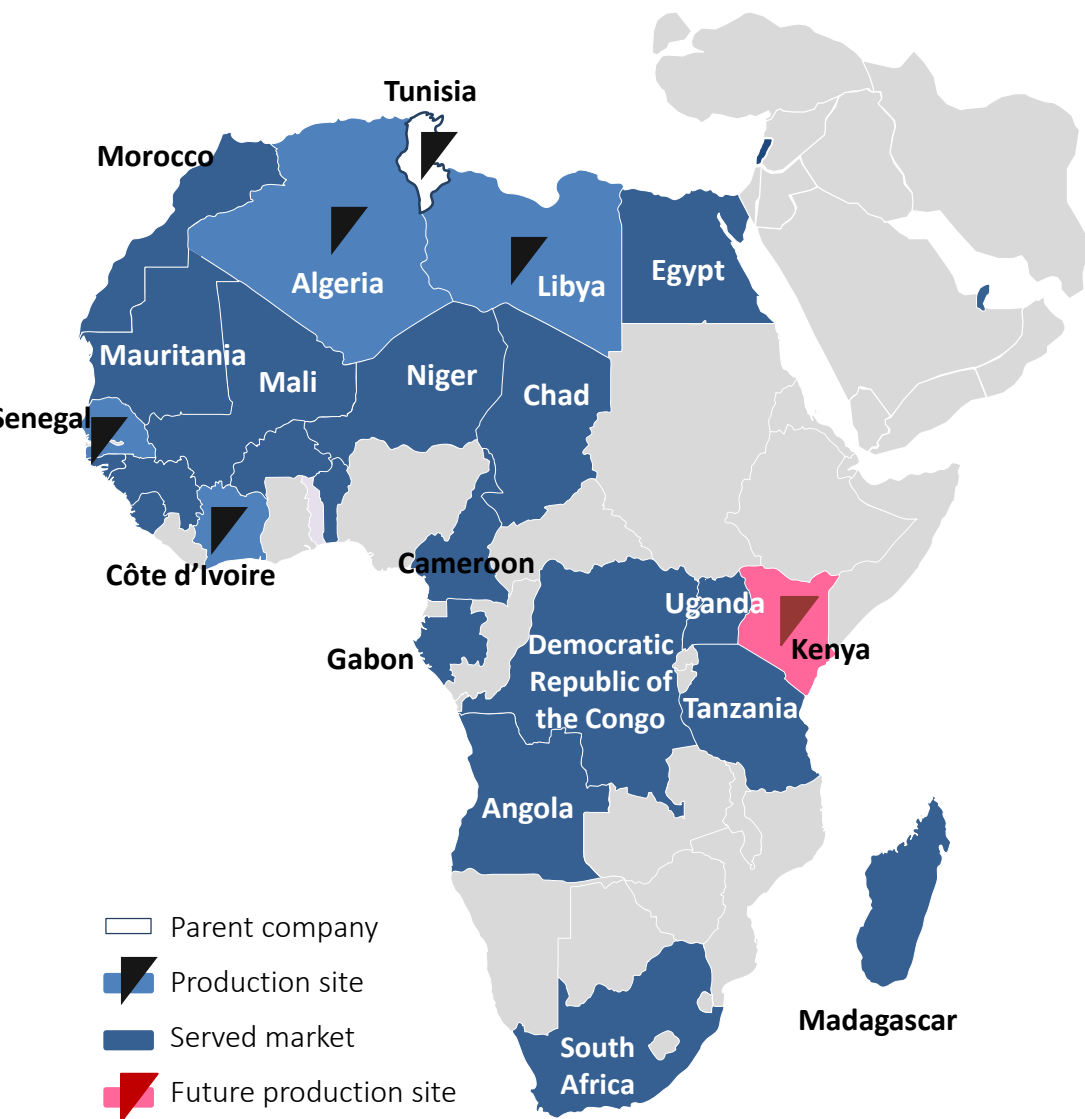 Tunisia
Morocco
Algeria
Libya
Egypt
Mauritania
Mali
Niger
Chad
Senegal
Côte d’Ivoire
Cameroon
Gabon
Uganda
Kenya
Democratic
Republic of
the Congo
Tanzania
Angola
Madagascar
South
Africa
Parent company
Production site
Served market
Future production site